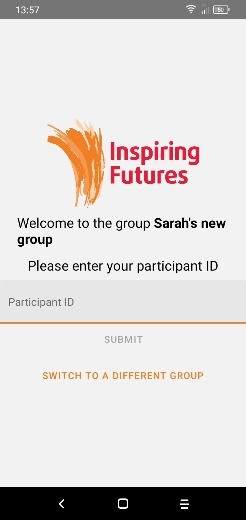 13:57
Inspiring
Futures
Welcome to the group Sarah's new
group
Please enter your participant ID
Participant ID
SUBMIT
SWITCH TO A DIFFERENT GROUP